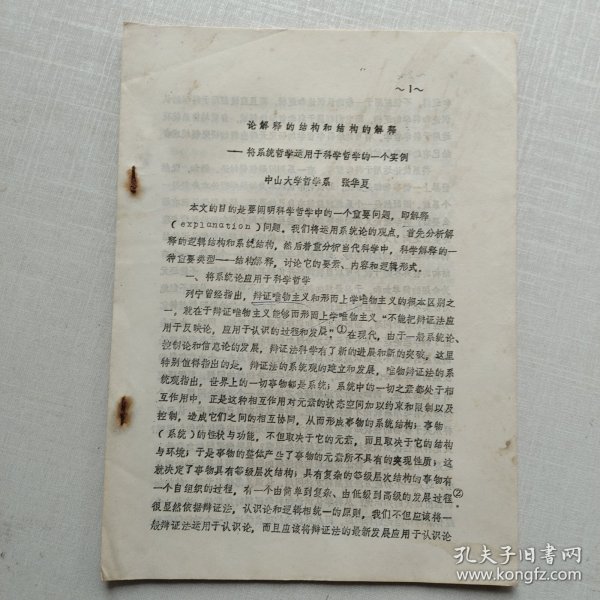 ～1～
论解释的结构和结构的解释
——将系统哲学运用于科学哲学的一个实例
中山大学哲学系 张华夏
本文的目的是要阐明科学哲学中的一个重要问题，即解释
（explanation）问题。我们将运用系统论的观点，首先分析解
释的逻辑结构和系统结构，然后着重分析当代科学中，科学解释的一
种重要类型——结构解释，讨论它的要素、内容和逻辑形式。
一、将系统论应用于科学哲学
列宁曾经指出，辩证唯物主义和形而上学唯物主义的根本区别之
一，就在于辩证唯物主义能够而形而上学唯物主义“不能把辩证法应
用于反映论，应用于认识的过程和发展”。①在现代，由于一般系统论、
控制论和信息论的发展，辩证法科学有了新的进展和新的突破。这里
特别值得指出的是，辩证法的系统观的建立和发展，唯物辩证法的系
统观指出，世界上的一切事物都是系统；系统中的一切之素都处于相
互作用中，正是这种相互作用对元素的状态空间加以约束和限制以及
控制，造成它们之间的相互协同，从而形成事物的系统结构；事物
（系统）的性状与功能，不但取决于它的元素，而且取决于它的结构
与环境；于是事物的整体产生了事物的元素所不具有的突现性质；这
就决定了事物具有等级层次结构；具有复杂的等级层次结构的事物有
一个自组织的过程，有一个由简单到复杂、由低级到高级的发展过程②
很显然依据辩证法，认识论和逻辑相统一的原则，我们不但应该将一
般辩证法运用于认识论，而且应该将辩证法的最新发展应用于认识论
孔夫子旧书网
www.kongfz.com